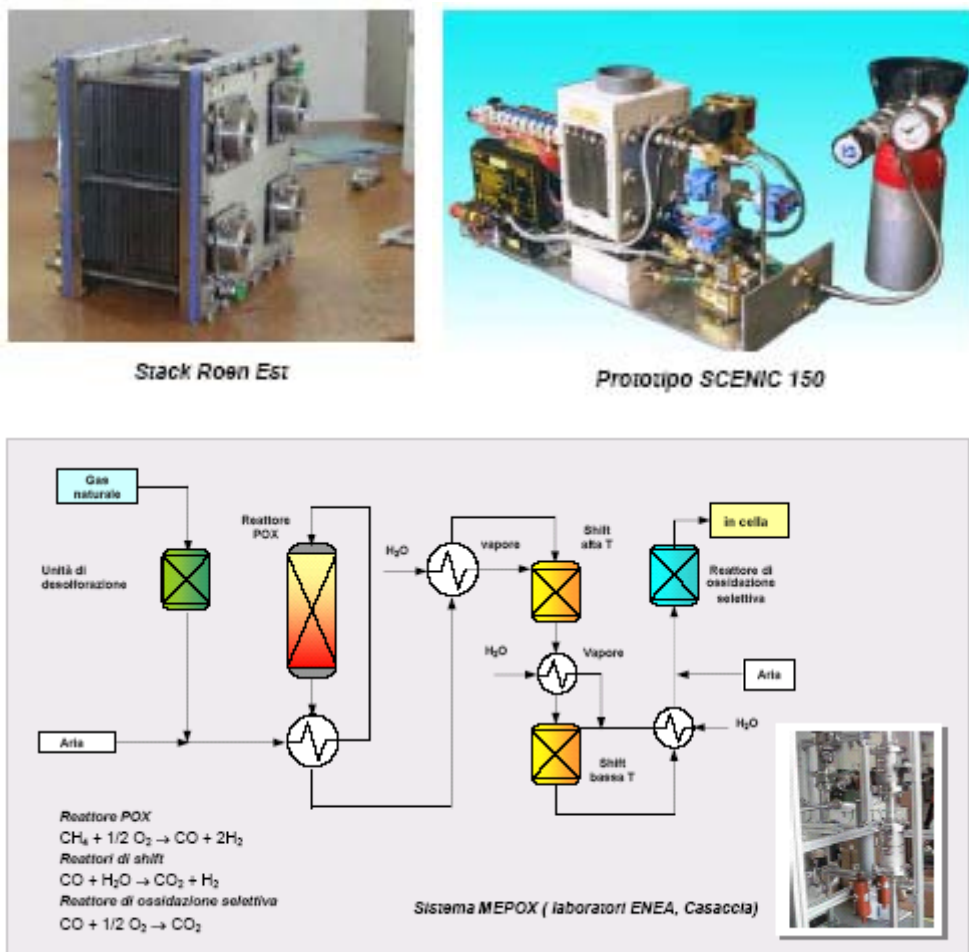 Stack Roen Est
Prototipo SCENIC 150
Gas
naturale
Unità di
desolforazione
Aria
Reattore
POX
H₂O
vapore
Shift
alta T
H₂O
Vapore
Shift
bassa T
in cella
Reattore di
ossidazione
selettiva
Aria
H₂O
Reattore POX
CH₄ + 1/2 O₂ → CO + 2H₂
Reattori di shift
CO + H₂O → CO₂ + H₂
Reattore di ossidazione selettiva
CO + 1/2 O₂ → CO₂
Sistema MEPOX ( laboratori ENEA, Casaccia)